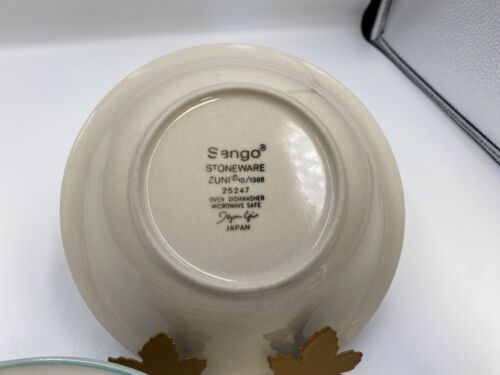 Sango®
STONEWARE
ZUNI©10/1988
25247
OVEN DISHWASHER
MICROWAVE SAFE
JAPAN